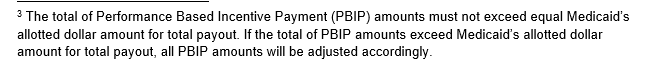 3 The total of Performance Based Incentive Payment (PBIP) amounts must not exceed equal Medicaid's
allotted dollar amount for total payout. If the total of PBIP amounts exceed Medicaid's allotted dollar
amount for total payout, all PBIP amounts will be adjusted accordingly.